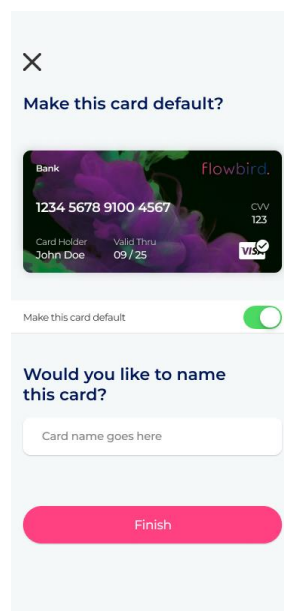 Make this card default?
Bank
flowbird.
1234 5678 9100 4567
CVV
123
Card Holder
Valid Thru
John Doe
09 / 25
VISA
Make this card default
Would you like to name
this card?
Card name goes here
Finish